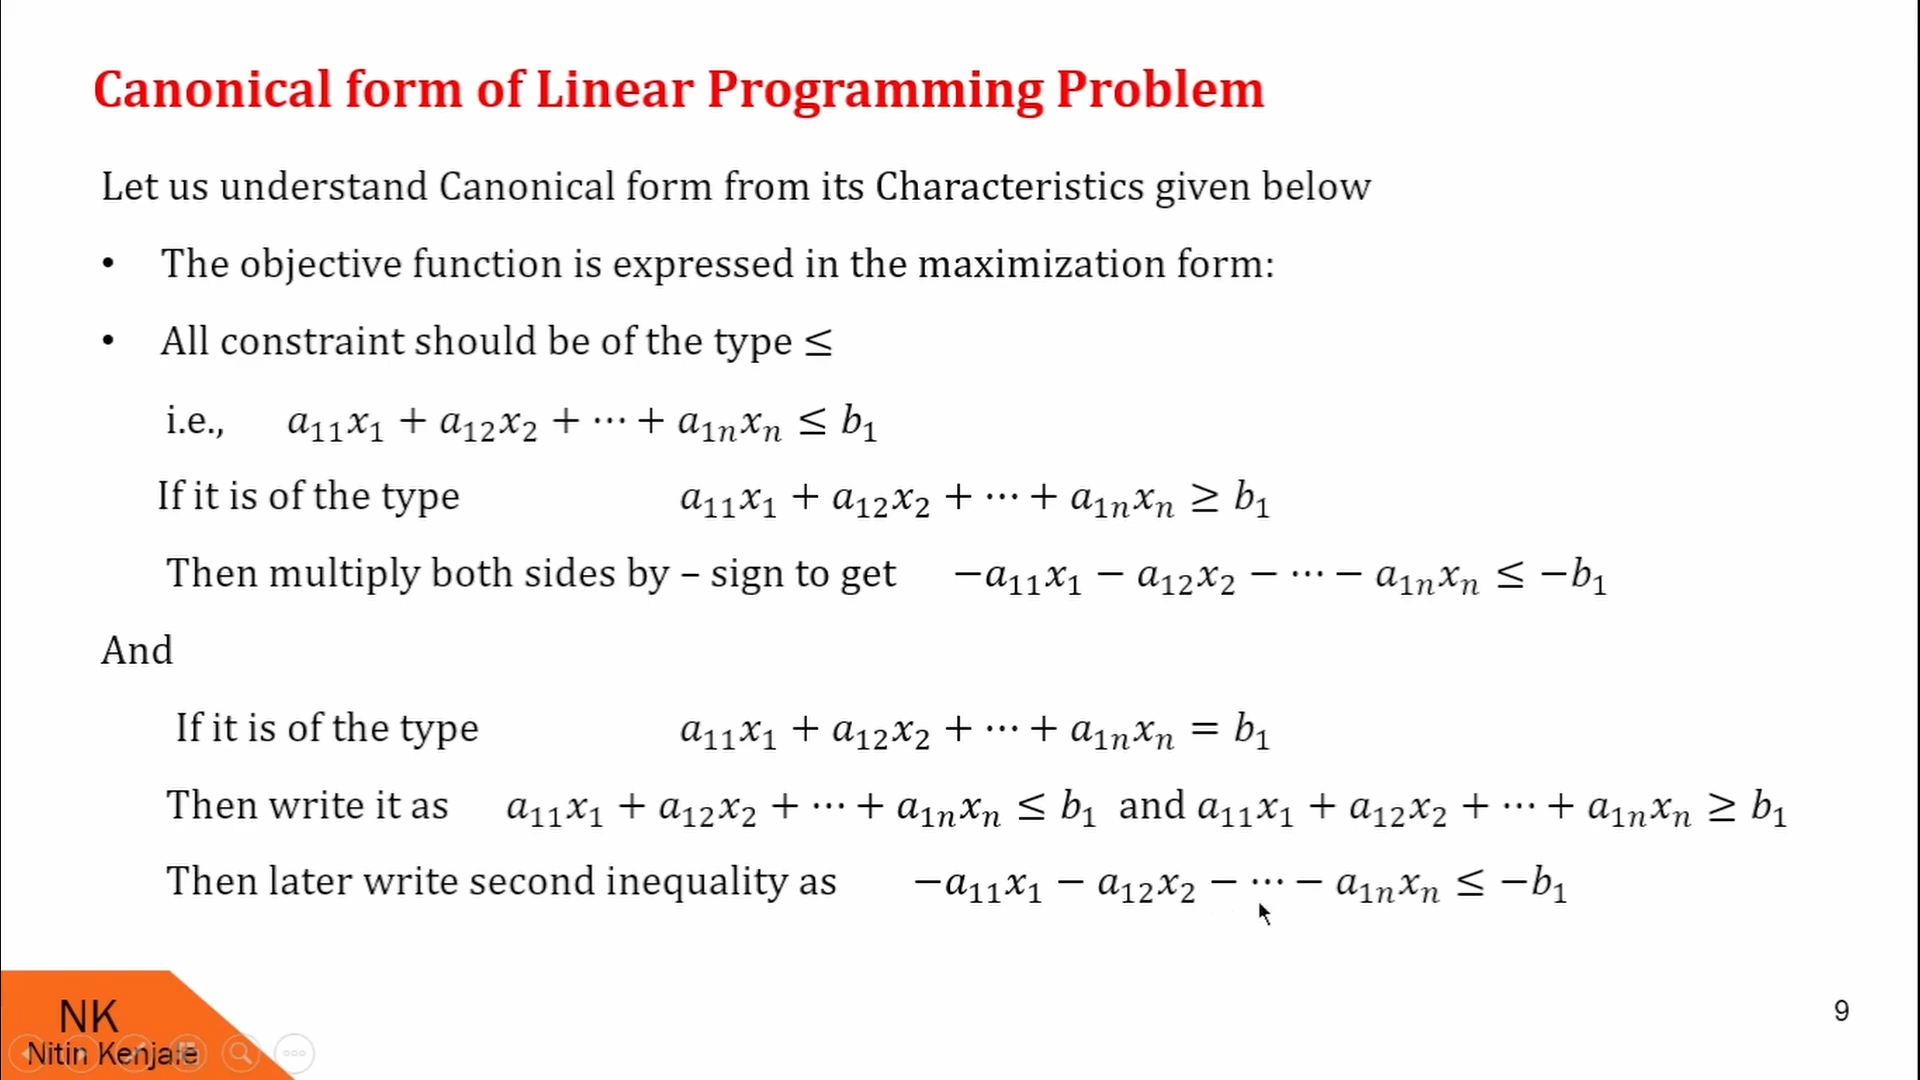 Canonical form of Linear Programming Problem
Let us understand Canonical form from its Characteristics given below
• The objective function is expressed in the maximization form:
• All constraint should be of the type ≤
i.e., a₁₁x₁ + a₁₂x₂ + ⋯ + a₁ₙxₙ ≤ b₁
If it is of the type a₁₁x₁ + a₁₂x₂ + ⋯ + a₁ₙxₙ ≥ b₁
Then multiply both sides by – sign to get −a₁₁x₁ − a₁₂x₂ − ⋯ − a₁ₙxₙ ≤ −b₁
And
If it is of the type a₁₁x₁ + a₁₂x₂ + ⋯ + a₁ₙxₙ = b₁
Then write it as a₁₁x₁ + a₁₂x₂ + ⋯ + a₁ₙxₙ ≤ b₁ and a₁₁x₁ + a₁₂x₂ + ⋯ + a₁ₙxₙ ≥ b₁
Then later write second inequality as −a₁₁x₁ − a₁₂x₂ − ⋯ − a₁ₙxₙ ≤ −b₁
NK
Nitin Kenjale
9